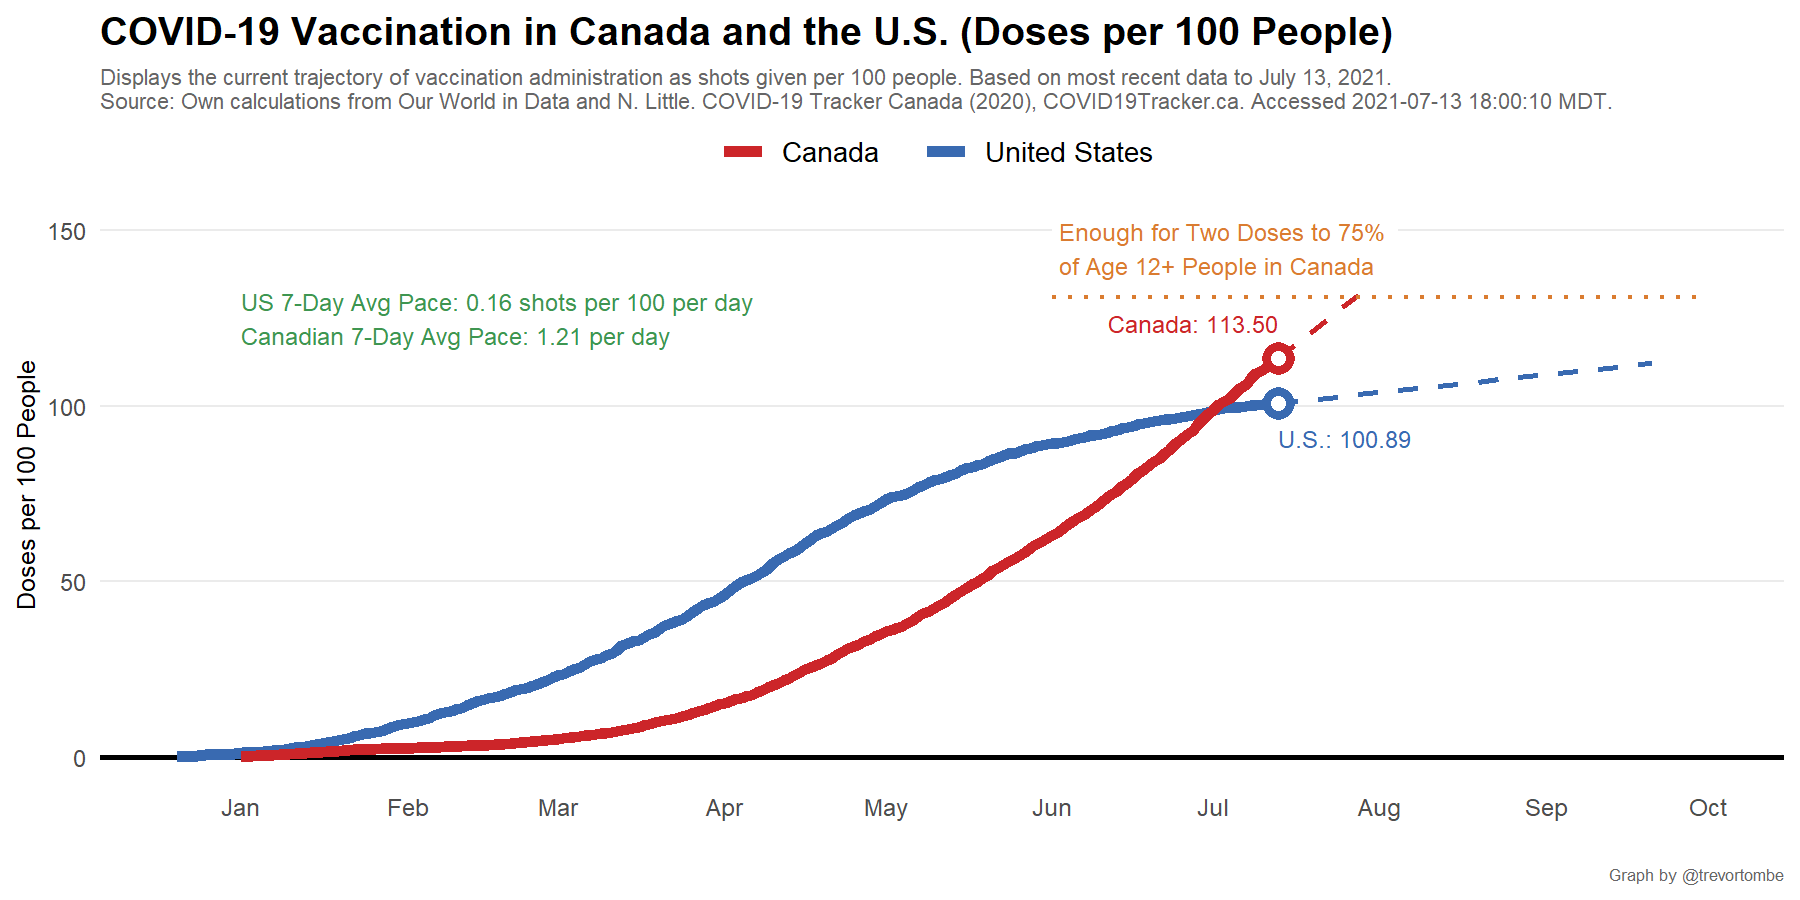 COVID-19 Vaccination in Canada and the U.S. (Doses per 100 People)
Displays the current trajectory of vaccination administration as shots given per 100 people. Based on most recent data to July 13, 2021.
Source: Own calculations from Our World in Data and N. Little. COVID-19 Tracker Canada (2020), COVID19Tracker.ca. Accessed 2021-07-13 18:00:10 MDT.
Canada
United States
150
100
50
0
Doses per 100 People
Enough for Two Doses to 75%
of Age 12+ People in Canada
US 7-Day Avg Pace: 0.16 shots per 100 per day
Canadian 7-Day Avg Pace: 1.21 per day
Canada: 113.50
U.S.: 100.89
Jan
Feb
Mar
Apr
May
Jun
Jul
Aug
Sep
Oct
Graph by @trevortombe